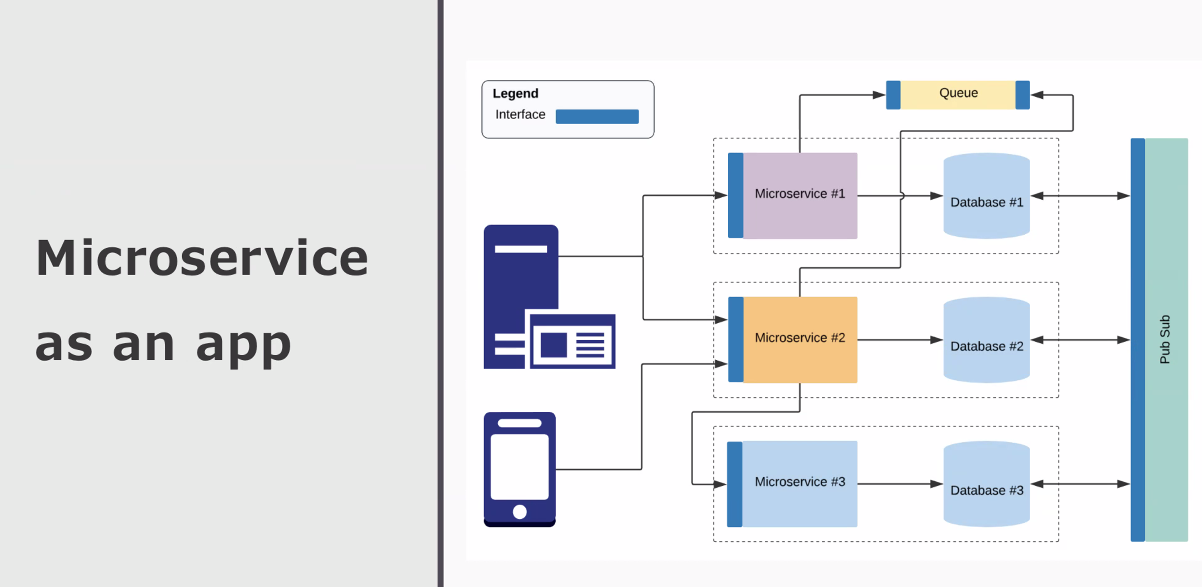 Microservice
as an app
Legend
Interface
Queue
Microservice #1
Database #1
Microservice #2
Database #2
Microservice #3
Database #3
Pub Sub